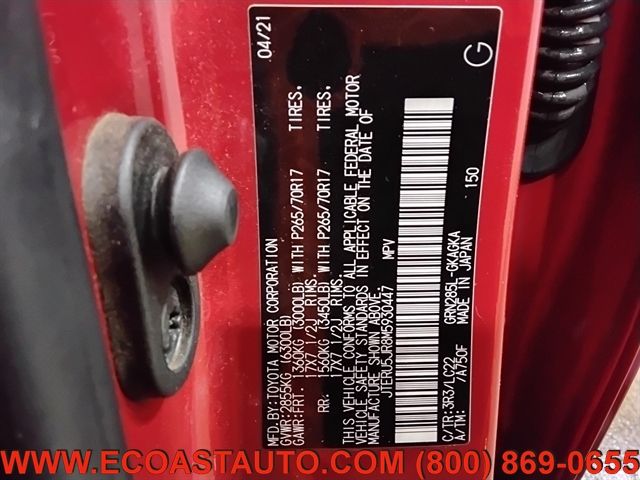 MFD.BY:TOYOTA MOTOR CORPORATION 04/21
GVWR:2855KG (6300LB)
GAWR:FRT. 1360KG (3000LB) WITH P265/70R17 TIRES.
17X7 1/2J RIMS.
RR. 1560KG (3450LB) WITH P265/70R17 TIRES.
17X7 1/2J RIMS.
THIS VEHICLE CONFORMS TO ALL APPLICABLE FEDERAL MOTOR
VEHICLE SAFETY STANDARDS IN EFFECT ON THE DATE OF
MANUFACTURE SHOWN ABOVE.
JTERU5JR8M5930447 MPV
150
C/TR:3R3/LC22 GRN285L-GKAGKA
A/TM: /A750F MADE IN JAPAN
G
WWW.ECOASTAUTO.COM (800) 869-0655